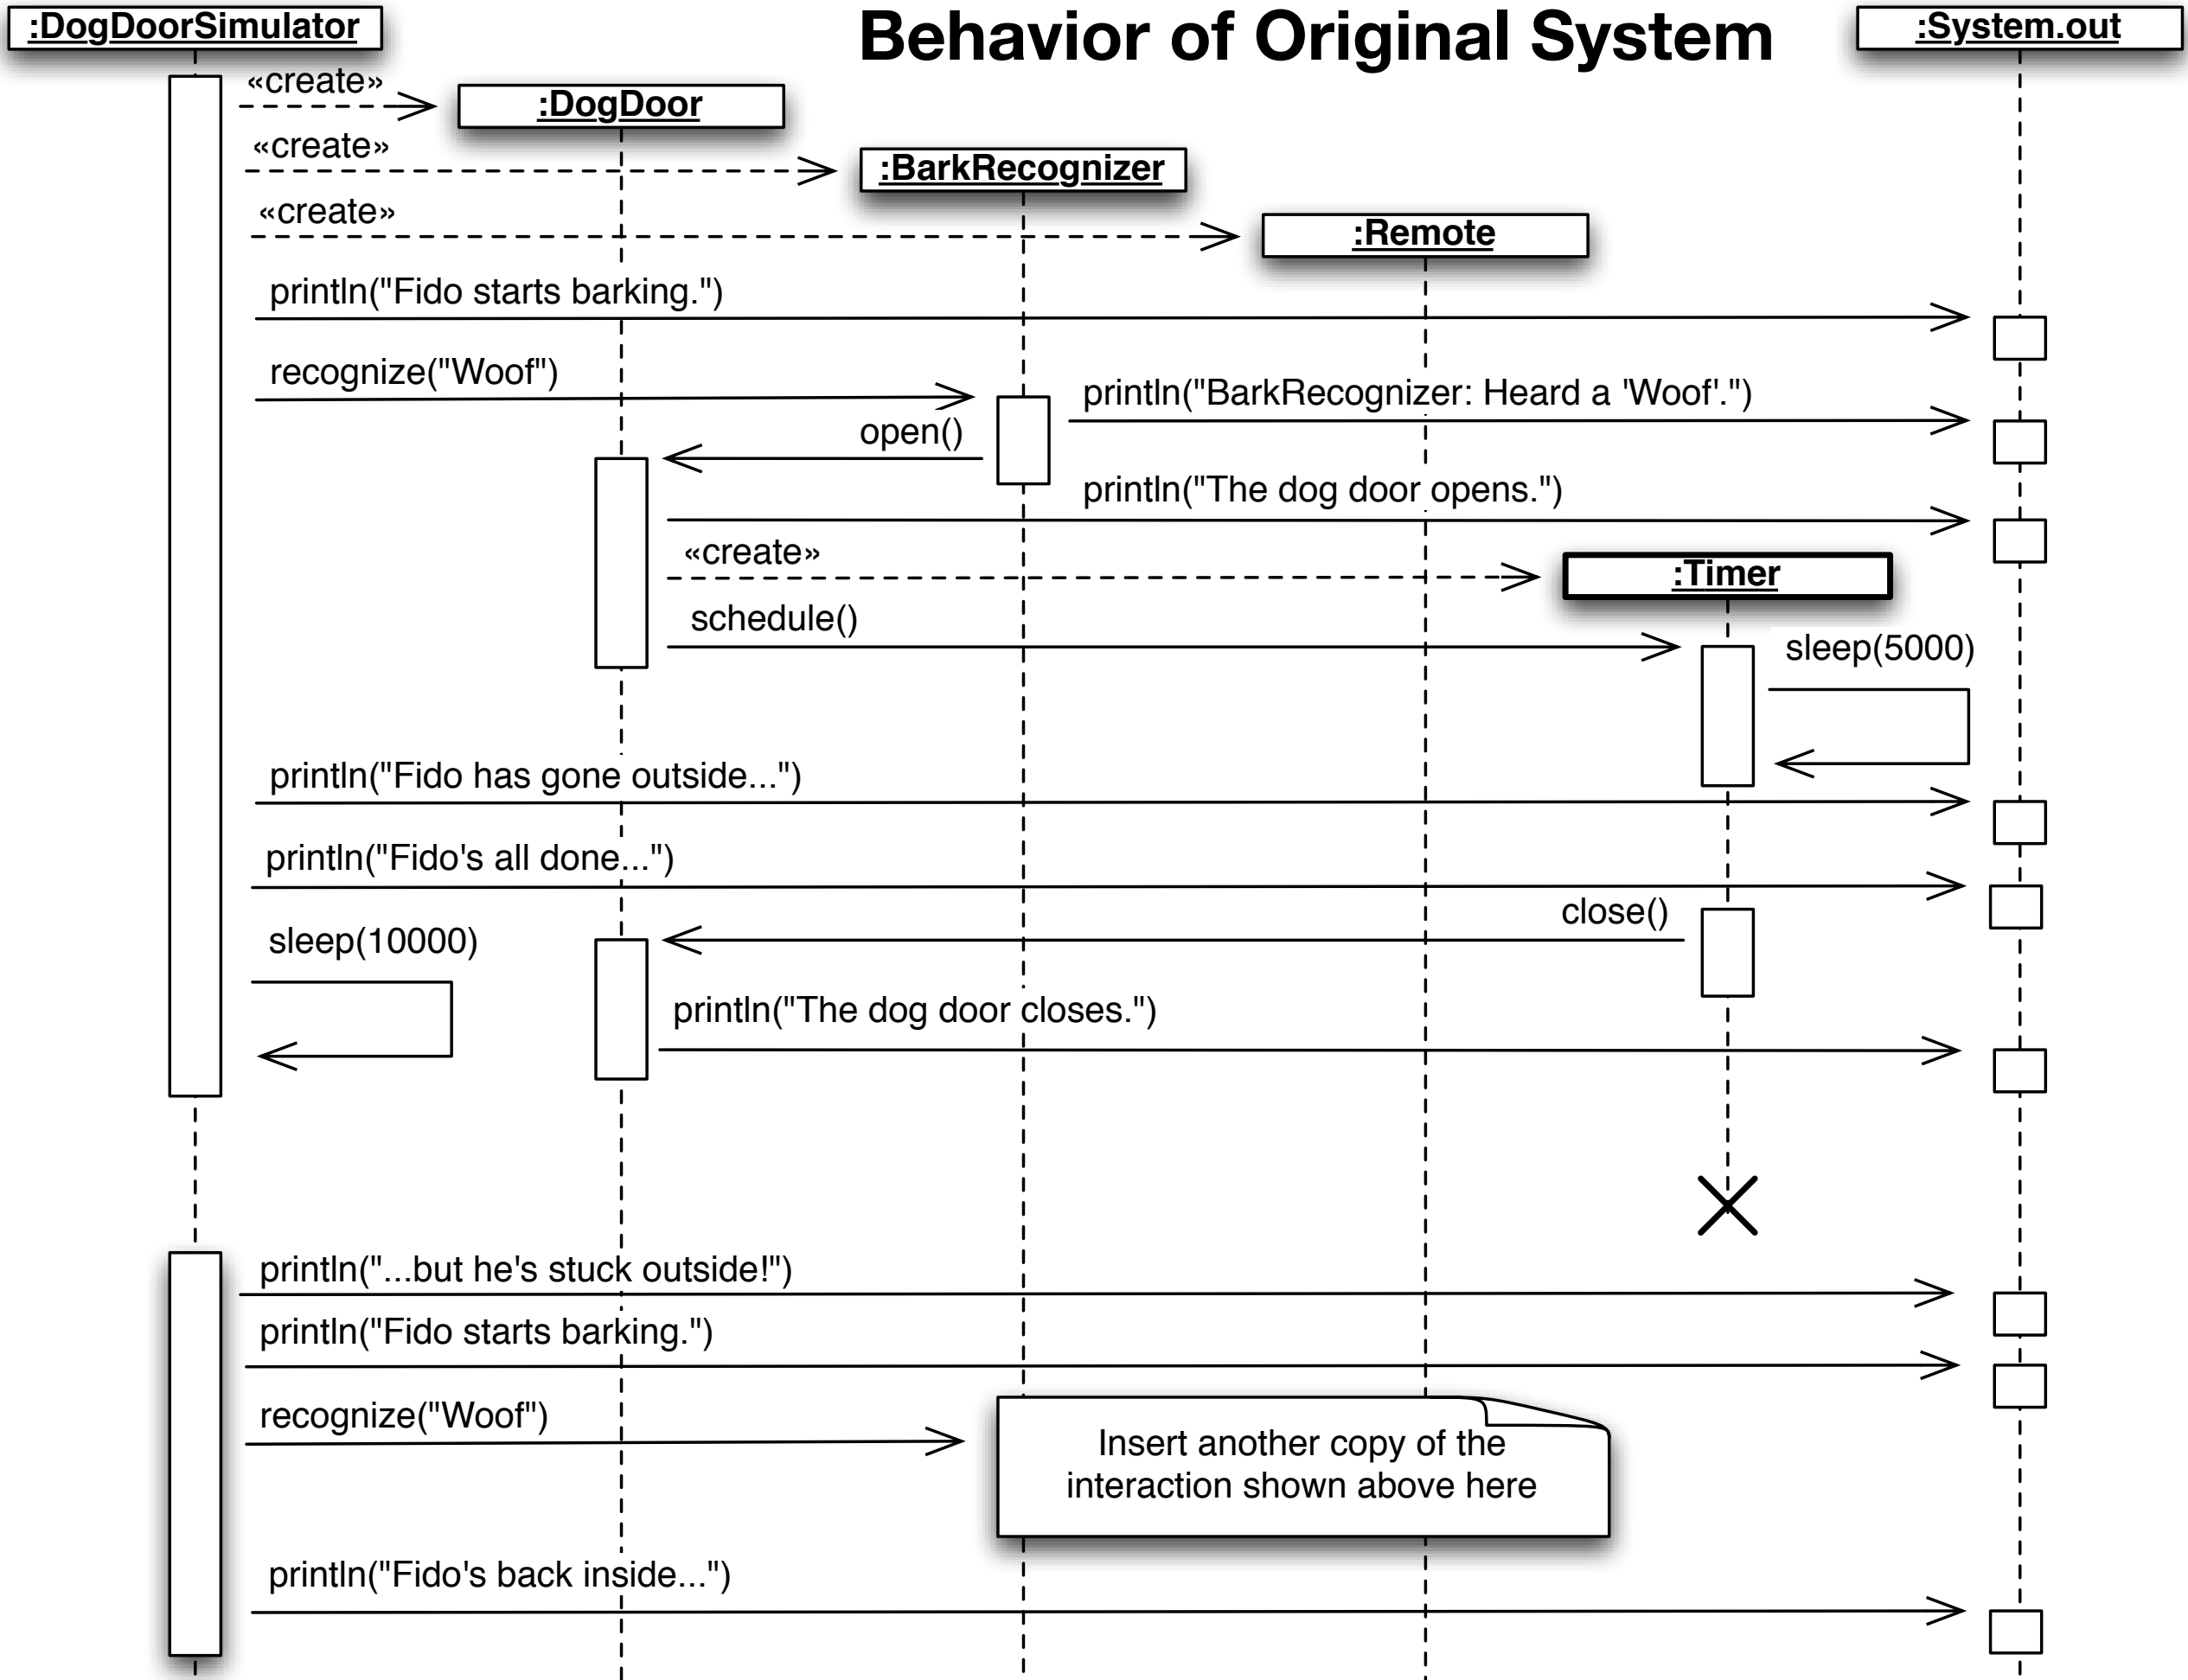 :DogDoorSimulator
Behavior of Original System
:System.out
«create»
:DogDoor
«create»
:BarkRecognizer
«create»
:Remote
println("Fido starts barking.")
recognize("Woof")
println("BarkRecognizer: Heard a 'Woof'.")
open()
println("The dog door opens.")
«create»
:Timer
schedule()
sleep(5000)
println("Fido has gone outside...")
println("Fido's all done...")
close()
sleep(10000)
println("The dog door closes.")
println("...but he's stuck outside!")
println("Fido starts barking.")
recognize("Woof")
Insert another copy of the
interaction shown above here
println("Fido's back inside...")